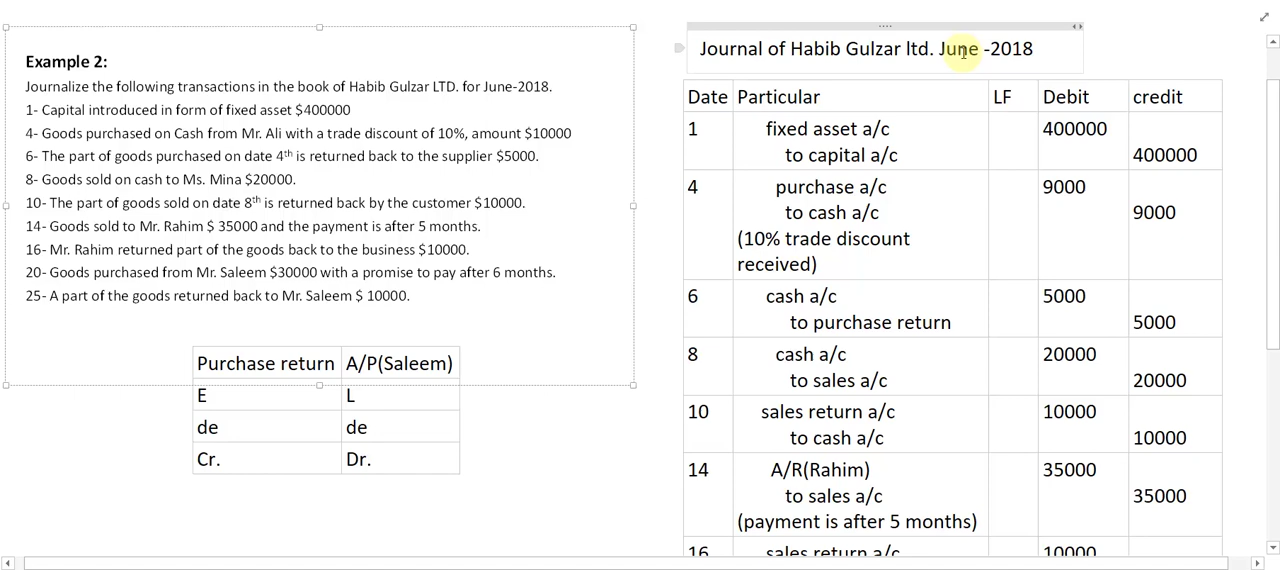 Example 2:
Journalize the following transactions in the book of Habib Gulzar LTD. for June-2018.
1- Capital introduced in form of fixed asset $400000
4- Goods purchased on Cash from Mr. Ali with a trade discount of 10%, amount $10000
6- The part of goods purchased on date 4th is returned back to the supplier $5000.
8- Goods sold on cash to Ms. Mina $20000.
10- The part of goods sold on date 8th is returned back by the customer $10000.
14- Goods sold to Mr. Rahim $ 35000 and the payment is after 5 months.
16- Mr. Rahim returned part of the goods back to the business $10000.
20- Goods purchased from Mr. Saleem $30000 with a promise to pay after 6 months.
25- A part of the goods returned back to Mr. Saleem $ 10000.
Purchase return A/P(Saleem)
E L
de de
Cr. Dr.
Journal of Habib Gulzar ltd. June -2018
Date Particular LF Debit credit
1 fixed asset a/c 400000
to capital a/c 400000
4 purchase a/c 9000
to cash a/c 9000
(10% trade discount
received)
6 cash a/c 5000
to purchase return 5000
8 cash a/c 20000
to sales a/c 20000
10 sales return a/c 10000
to cash a/c 10000
14 A/R(Rahim) 35000
to sales a/c 35000
(payment is after 5 months)
16 sales return a/c 10000